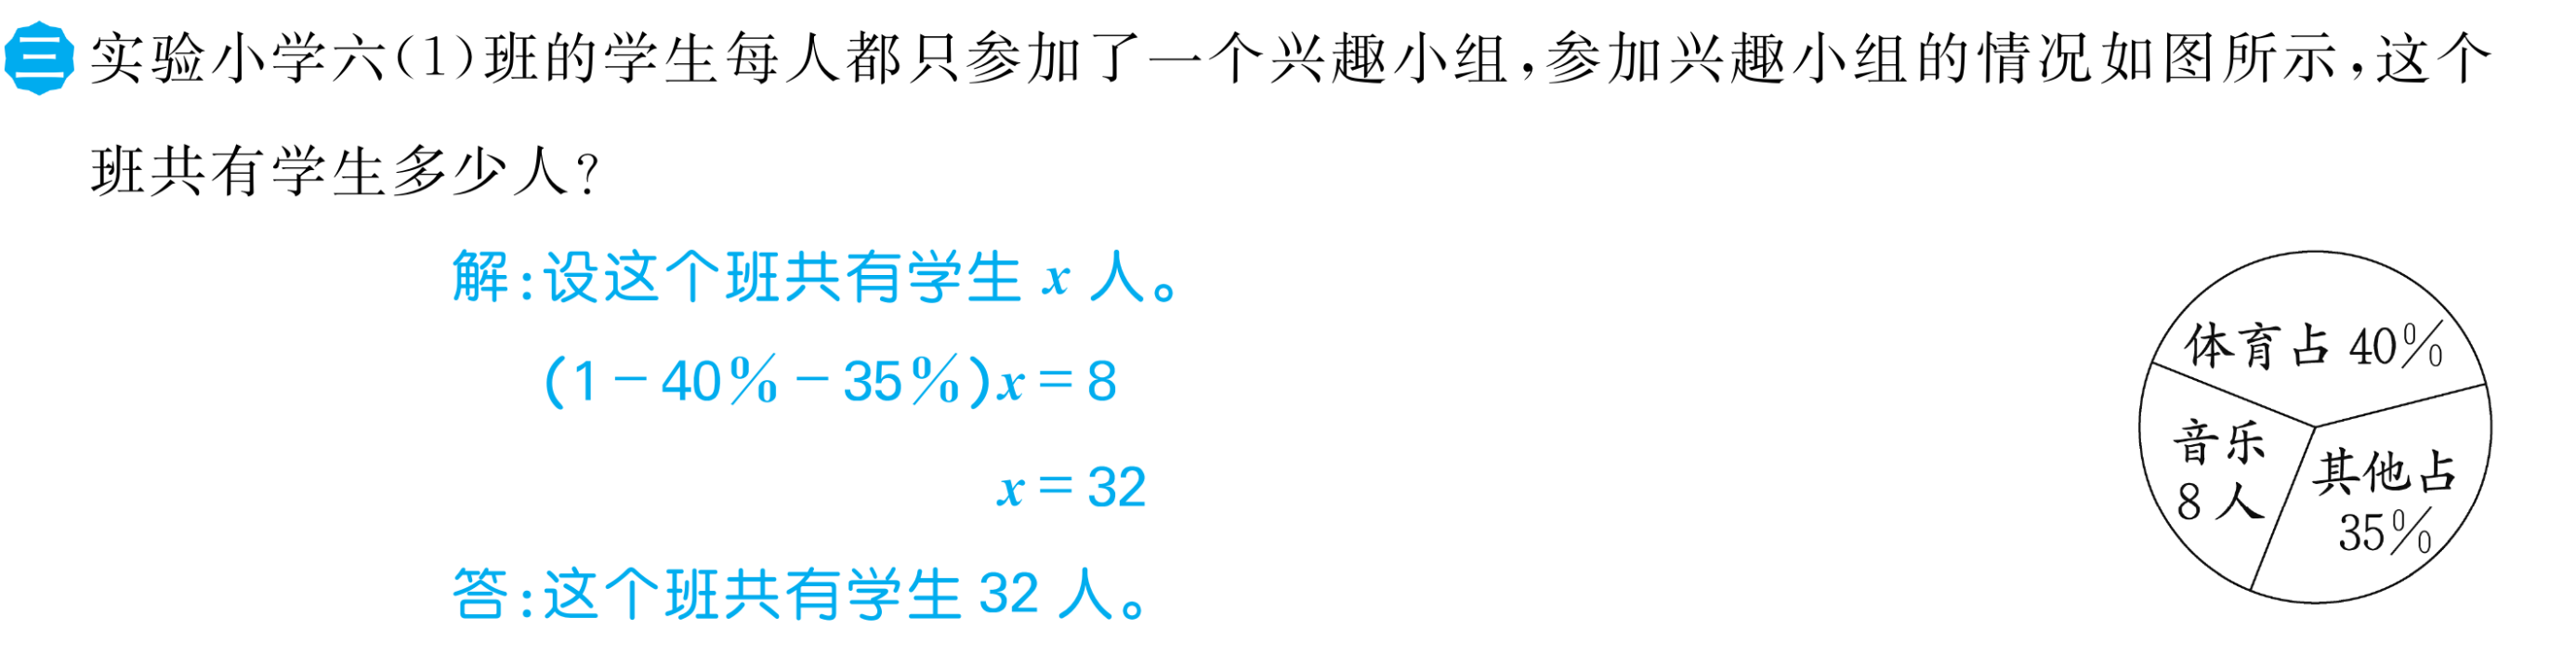 三 实验小学六(1)班的学生每人都只参加了一个兴趣小组,参加兴趣小组的情况如图所示,这个
班共有学生多少人?
解:设这个班共有学生 x 人。
(1-40%-35%)x=8
x=32
答:这个班共有学生 32 人。
体育占 40%
音乐
8 人
其他占
35%